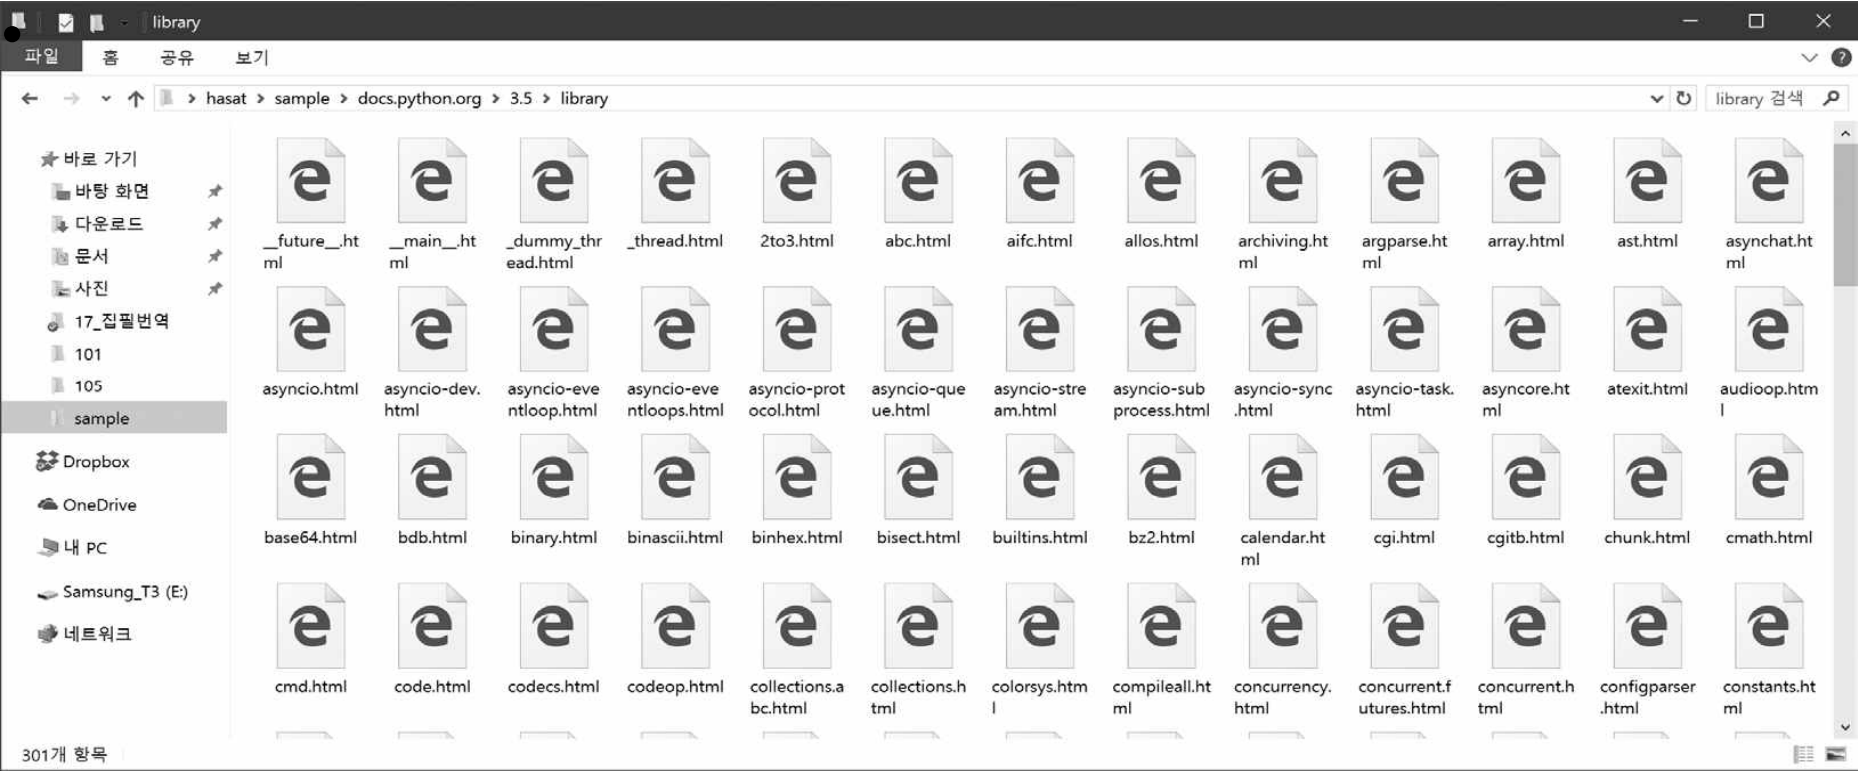 library
파일 홈 공유 보기
hasat > sample > docs.python.org > 3.5 > library
library 검색
바로 가기
바탕 화면
다운로드
문서
사진
17_집필번역
101
105
sample
Dropbox
OneDrive
내 PC
Samsung_T3 (E:)
네트워크
__future__.ht
ml
__main__.ht
ml
_dummy_thr
ead.html
_thread.html
2to3.html
abc.html
aifc.html
allos.html
archiving.ht
ml
argparse.ht
ml
array.html
ast.html
asynchat.ht
ml
asyncio.html
asyncio-dev.
html
asyncio-eve
ntloop.html
asyncio-eve
ntloops.html
asyncio-prot
ocol.html
asyncio-que
ue.html
asyncio-stre
am.html
asyncio-sub
process.html
asyncio-sync
.html
asyncio-task.
html
asyncore.ht
ml
atexit.html
audioop.htm
l
base64.html
bdb.html
binary.html
binascii.html
binhex.html
bisect.html
builtins.html
bz2.html
calendar.ht
ml
cgi.html
cgitb.html
chunk.html
cmath.html
cmd.html
code.html
codecs.html
codeop.html
collections.a
bc.html
collections.h
tml
colorsys.htm
l
compileall.ht
ml
concurrency.
html
concurrent.f
utures.html
concurrent.h
tml
configparser
.html
constants.ht
ml
301개 항목